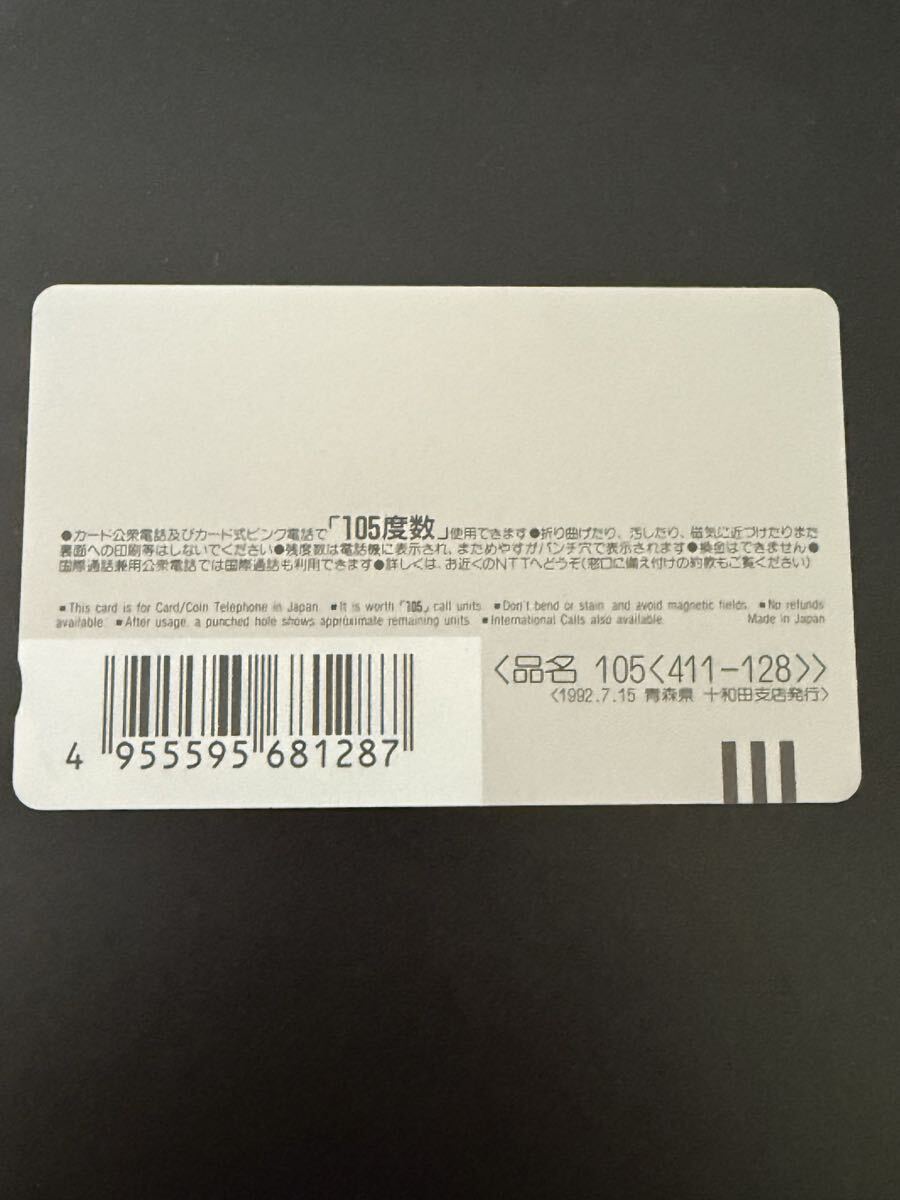 ●カード公衆電話及びカード式ピンク電話で「105度数」使用できます●折り曲げたり、汚したり、磁気に近づけたりまた
裏面への印刷等はしないでください●残度数は電話機に表示され、まためやすがパンチ穴で表示されます●換金はできません●
国際通話兼用公衆電話では国際通話も利用できます●詳しくは、お近くのNTTへどうぞ(窓口に備え付けの約款もご覧ください)
■This card is for Card/Coin Telephone in Japan. ■It is worth「105」call units. ■Don't bend or stain, and avoid magnetic fields. ■No refunds
available. ■After usage, a punched hole shows approximate remaining units. ■International Calls also available. Made in Japan
〈品名 105〈411-128〉〉
〈1992.7.15 青森県 十和田支店発行〉
4 955595 681287